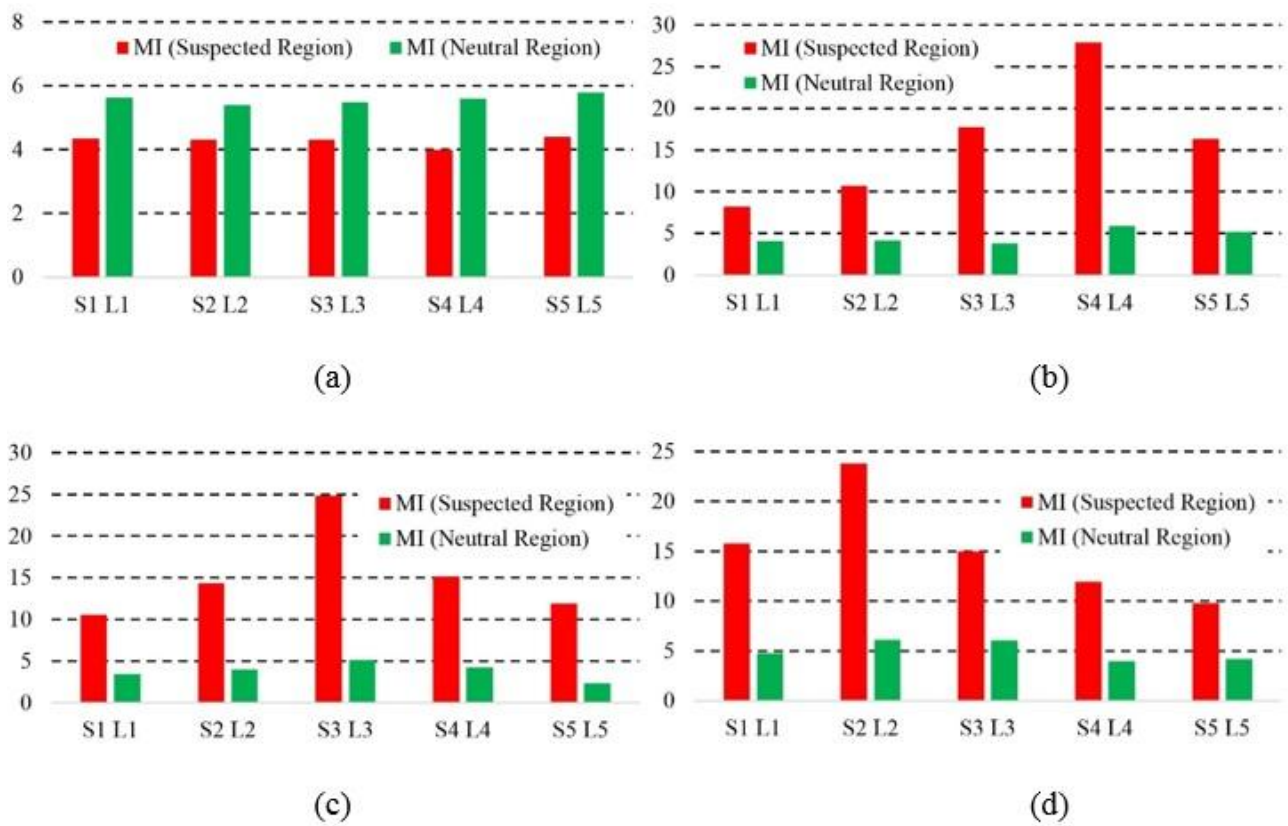 8
MI (Suspected Region) MI (Neutral Region)
6
4
2
0
S1 L1 S2 L2 S3 L3 S4 L4 S5 L5
(a)
30
MI (Suspected Region)
25
MI (Neutral Region)
20
15
10
5
0
S1 L1 S2 L2 S3 L3 S4 L4 S5 L5
(b)
30
25
MI (Suspected Region)
20
MI (Neutral Region)
15
10
5
0
S1 L1 S2 L2 S3 L3 S4 L4 S5 L5
(c)
25
20
MI (Suspected Region)
MI (Neutral Region)
15
10
5
0
S1 L1 S2 L2 S3 L3 S4 L4 S5 L5
(d)